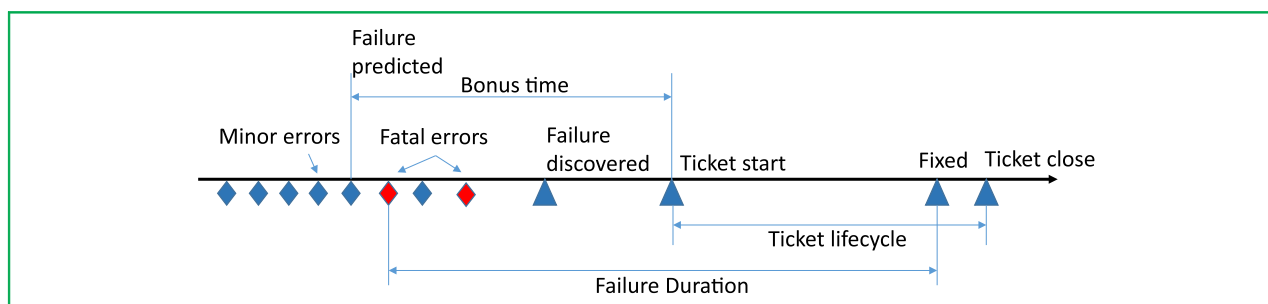 Failure
predicted
Bonus time
Minor errors
Fatal errors
Failure
discovered
Ticket start
Fixed
Ticket close
Ticket lifecycle
Failure Duration